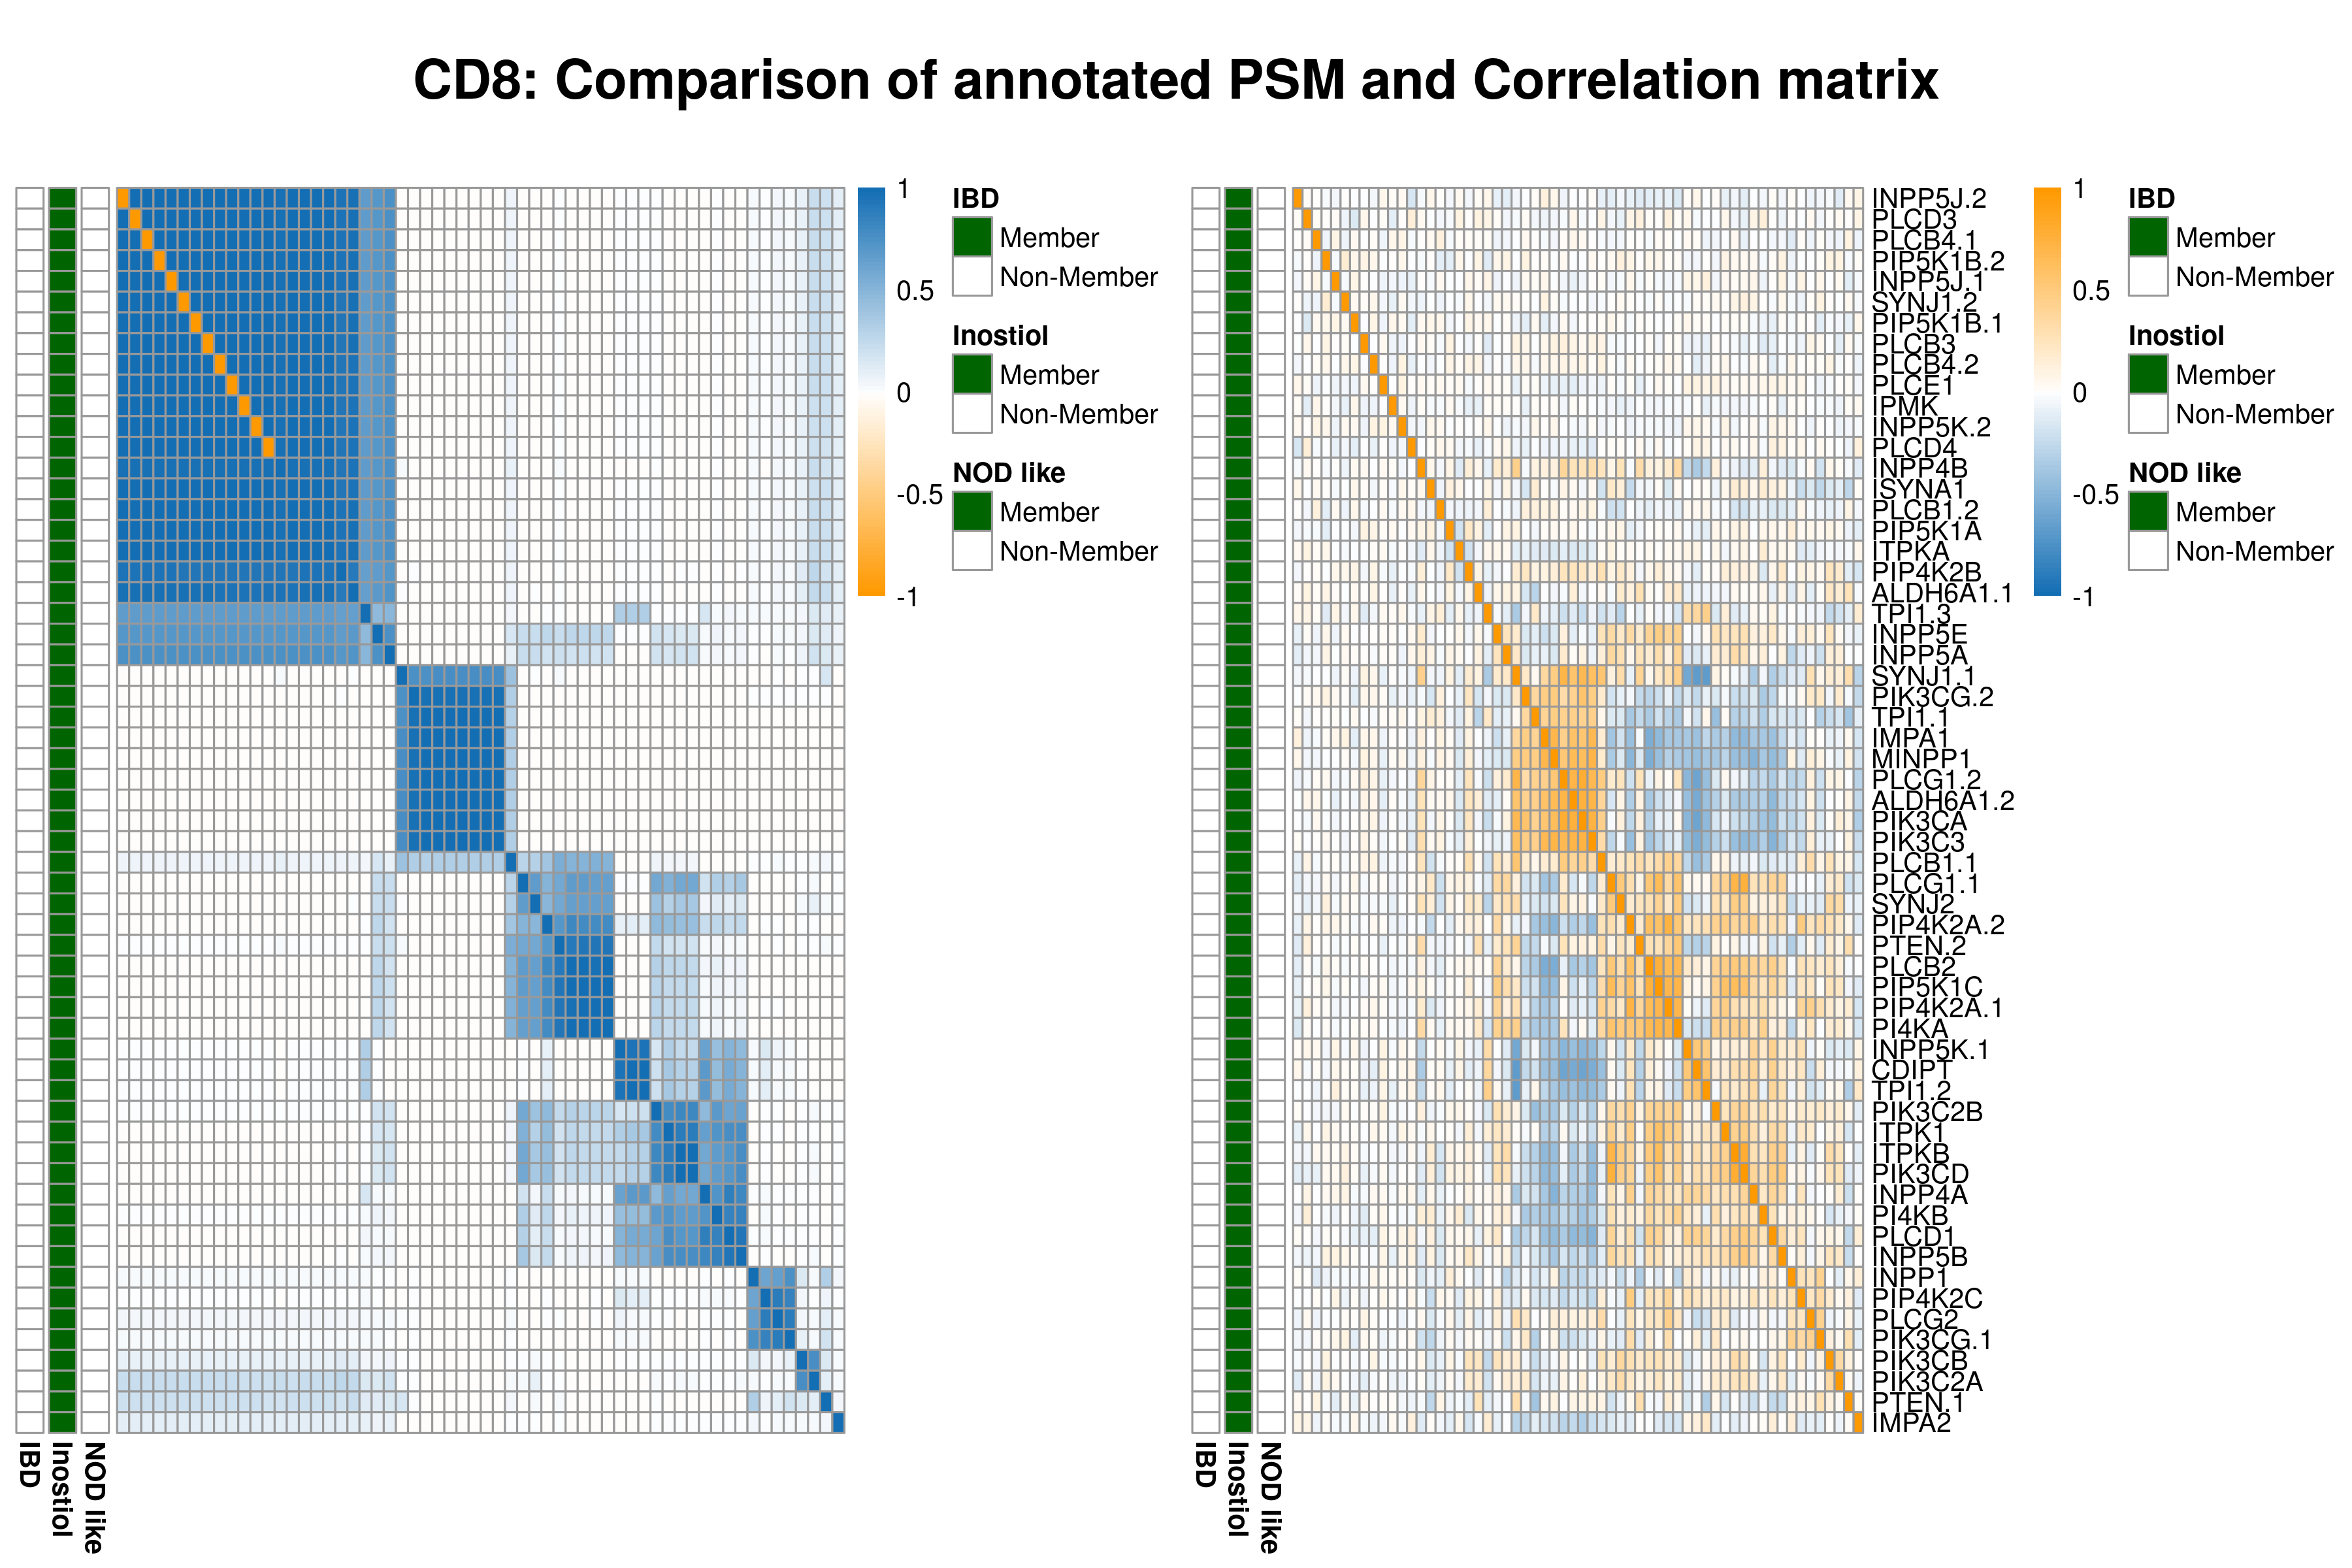 CD8: Comparison of annotated PSM and Correlation matrix
1
0.5
0
-0.5
-1
IBD
Member
Non-Member
Inostiol
Member
Non-Member
NOD like
Member
Non-Member
IBD
Inostiol
NOD like
INPP5J.2
PLCD3
PLCB4.1
PIP5K1B.2
INPP5J.1
SYNJ1.2
PIP5K1B.1
PLCB3
PLCB4.2
PLCE1
IPMK
INPP5K.2
PLCD4
INPP4B
ISYNA1
PLCB1.2
PIP5K1A
ITPKA
PIP4K2B
ALDH6A1.1
TPI1.3
INPP5E
INPP5A
SYNJ1.1
PIK3CG.2
TPI1.1
IMPA1
MINPP1
PLCG1.2
ALDH6A1.2
PIK3CA
PIK3C3
PLCB1.1
PLCG1.1
SYNJ2
PIP4K2A.2
PTEN.2
PLCB2
PIP5K1C
PIP4K2A.1
PI4KA
INPP5K.1
CDIPT
TPI1.2
PIK3C2B
ITPK1
ITPKB
PIK3CD
INPP4A
PI4KB
PLCD1
INPP5B
INPP1
PIP4K2C
PLCG2
PIK3CG.1
PIK3CB
PIK3C2A
PTEN.1
IMPA2
1
0.5
0
-0.5
-1
IBD
Member
Non-Member
Inostiol
Member
Non-Member
NOD like
Member
Non-Member
IBD
Inostiol
NOD like